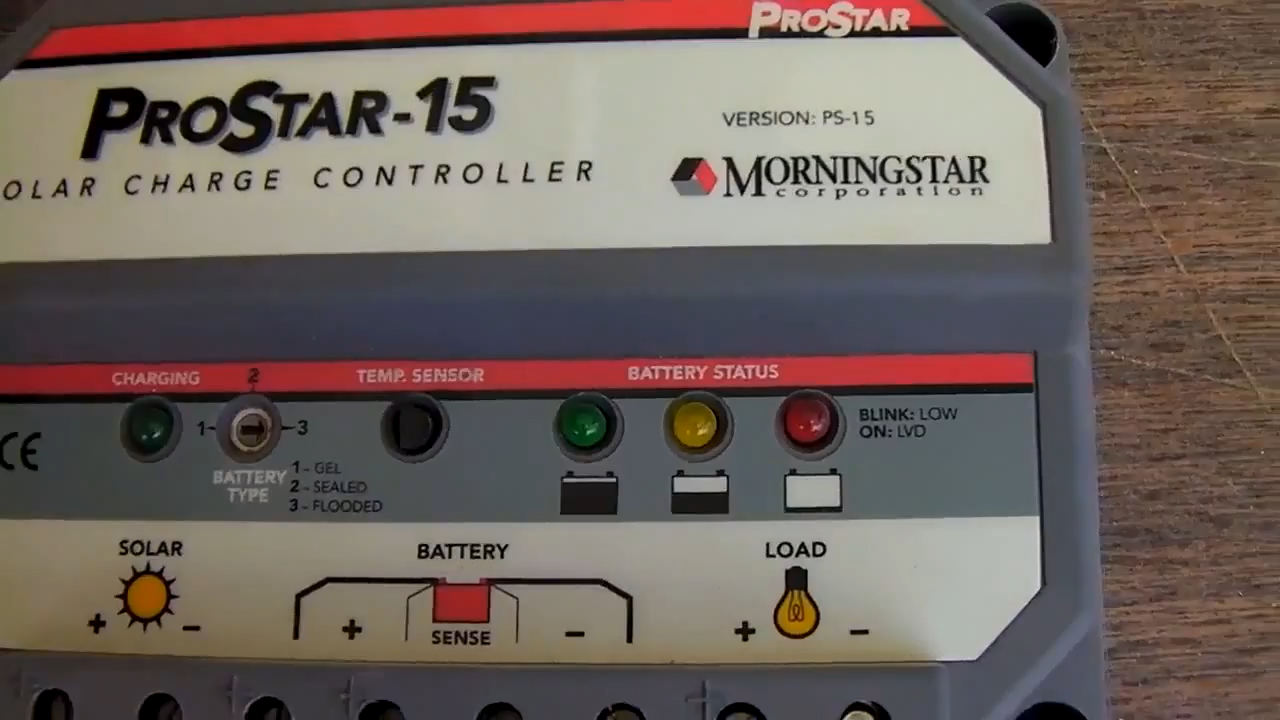 PROSTAR
PROSTAR-15
OLAR CHARGE CONTROLLER
VERSION: PS-15
MORNINGSTAR
corporation
CHARGING
2
TEMP. SENSOR
BATTERY STATUS
1
3
BLINK: LOW
ON: LVD
CE
BATTERY
TYPE
1 - GEL
2 - SEALED
3 - FLOODED
SOLAR
BATTERY
LOAD
+ -
+ SENSE -
+ -